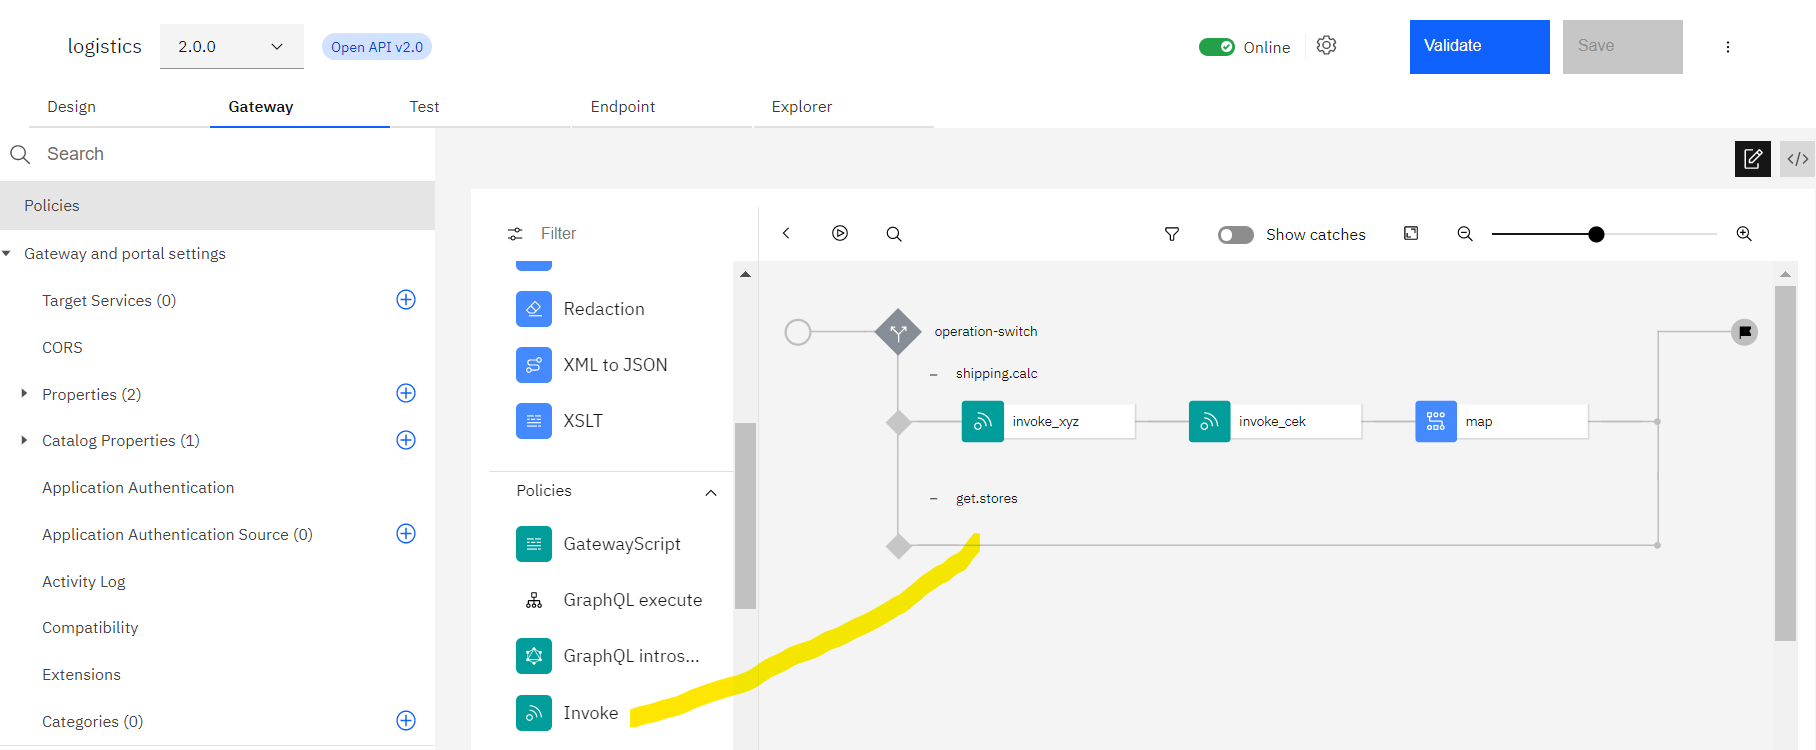 logistics
2.0.0
Open API v2.0
Online
Validate
Save
Design
Gateway
Test
Endpoint
Explorer
Search
Policies
Gateway and portal settings
Target Services (0)
CORS
Properties (2)
Catalog Properties (1)
Application Authentication
Application Authentication Source (0)
Activity Log
Compatibility
Extensions
Categories (0)
Filter
Redaction
XML to JSON
XSLT
Policies
GatewayScript
GraphQL execute
GraphQL intros...
Invoke
Show catches
operation-switch
shipping.calc
invoke_xyz
invoke_cek
map
get.stores